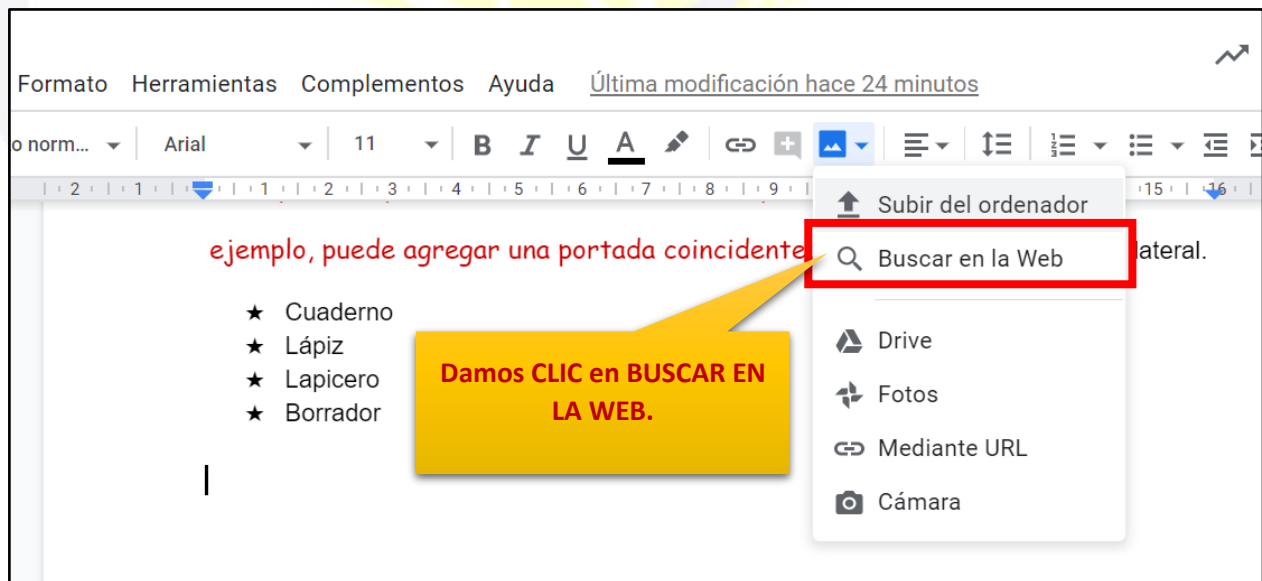 Formato Herramientas Complementos Ayuda Última modificación hace 24 minutos
o norm... Arial 11 B I U A
2 1 1 2 3 4 5 6 7 8 9 15 16
Subir del ordenador
ejemplo, puede agregar una portada coincidente lateral.
Buscar en la Web
★ Cuaderno
★ Lápiz
★ Lapicero
★ Borrador
Damos CLIC en BUSCAR EN
LA WEB.
Drive
Fotos
Mediante URL
Cámara